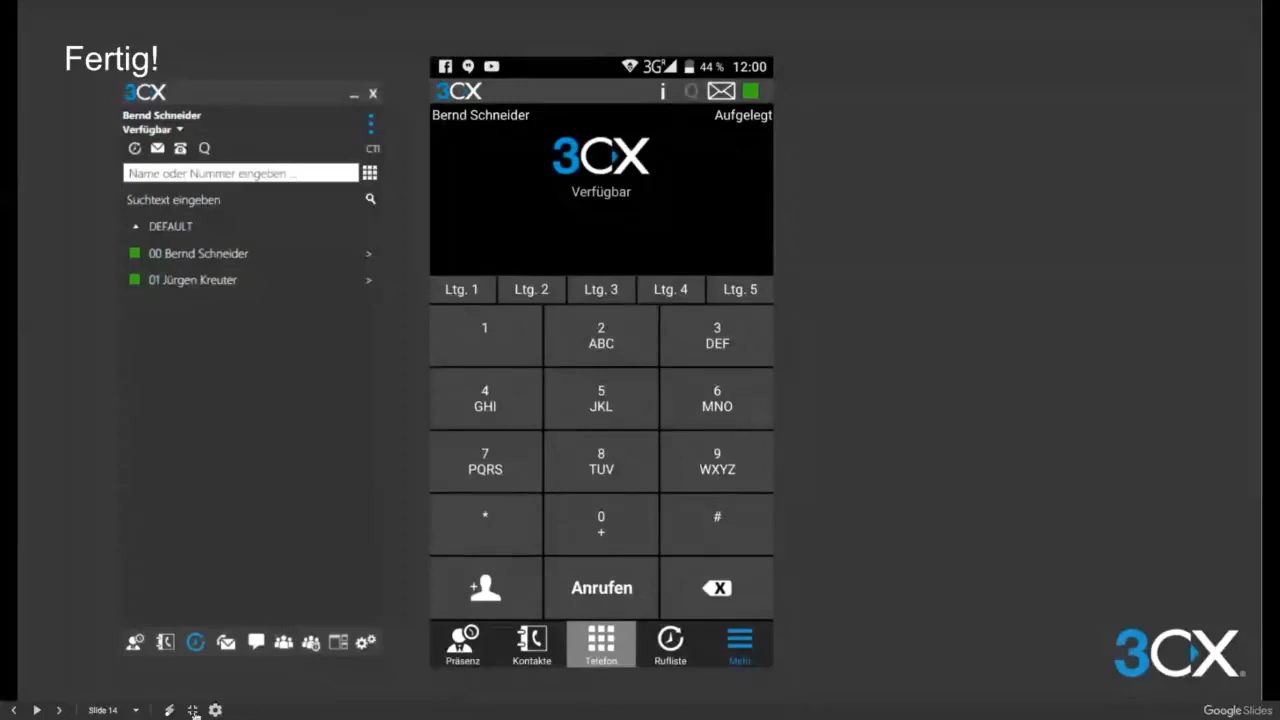 Fertig!
3CX
Bernd Schneider
Verfügbar
CTI
Name oder Nummer eingeben ...
Suchtext eingeben
DEFAULT
00 Bernd Schneider >
01 Jürgen Kreuter >
3G R 44 % 12:00
3CX
Bernd Schneider Aufgelegt
3CX
Verfügbar
Ltg. 1 Ltg. 2 Ltg. 3 Ltg. 4 Ltg. 5
1 2 3
ABC DEF
4 5 6
GHI JKL MNO
7 8 9
PQRS TUV WXYZ
* 0 #
+
Anrufen X
Präsenz Kontakte Telefon Rufliste Mehr
3CX
Slide 14
Google Slides